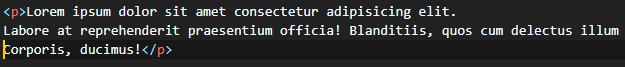 <p>Lorem ipsum dolor sit amet consectetur adipisicing elit.
Labore at reprehenderit praesentium officia! Blanditiis, quos cum delectus illum
Corporis, ducimus!</p>